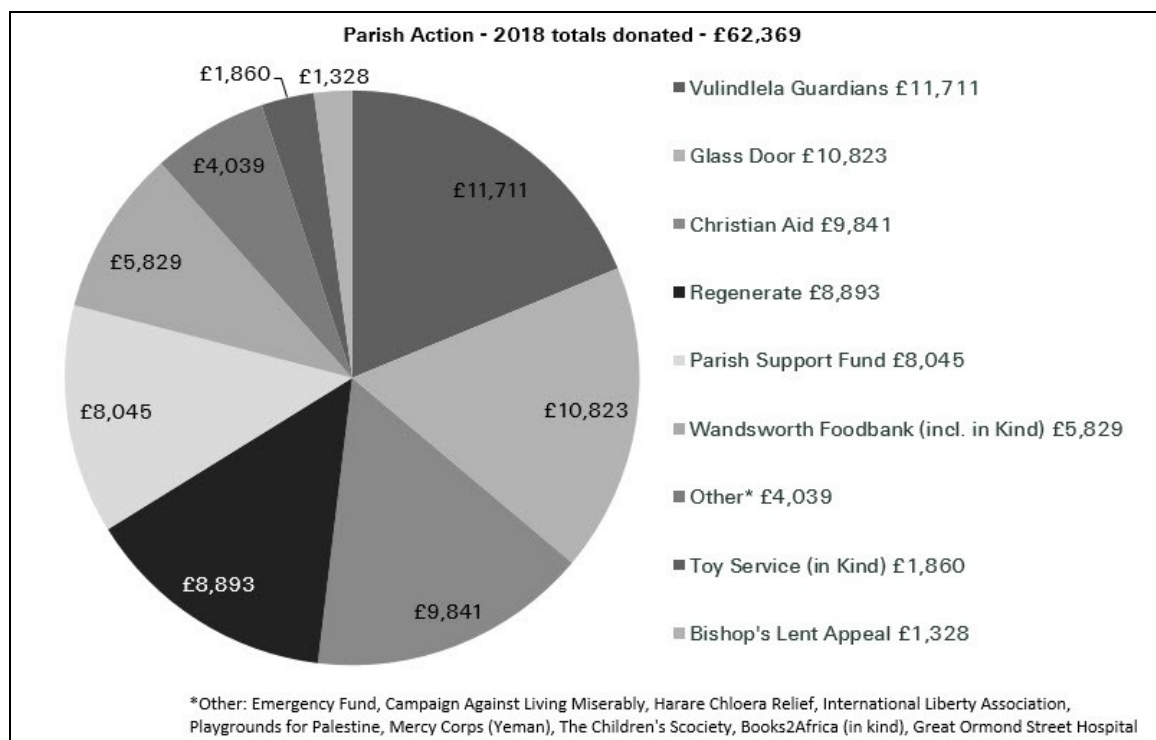 Parish Action - 2018 totals donated - £62,369
£1,860
£1,328
£4,039
£11,711
£5,829
£8,045
£10,823
£8,893
£9,841
Vulindlela Guardians £11,711
Glass Door £10,823
Christian Aid £9,841
Regenerate £8,893
Parish Support Fund £8,045
Wandsworth Foodbank (incl. in Kind) £5,829
Other* £4,039
Toy Service (in Kind) £1,860
Bishop's Lent Appeal £1,328
*Other: Emergency Fund, Campaign Against Living Miserably, Harare Chloera Relief, International Liberty Association,
Playgrounds for Palestine, Mercy Corps (Yeman), The Children's Scociety, Books2Africa (in kind), Great Ormond Street Hospital